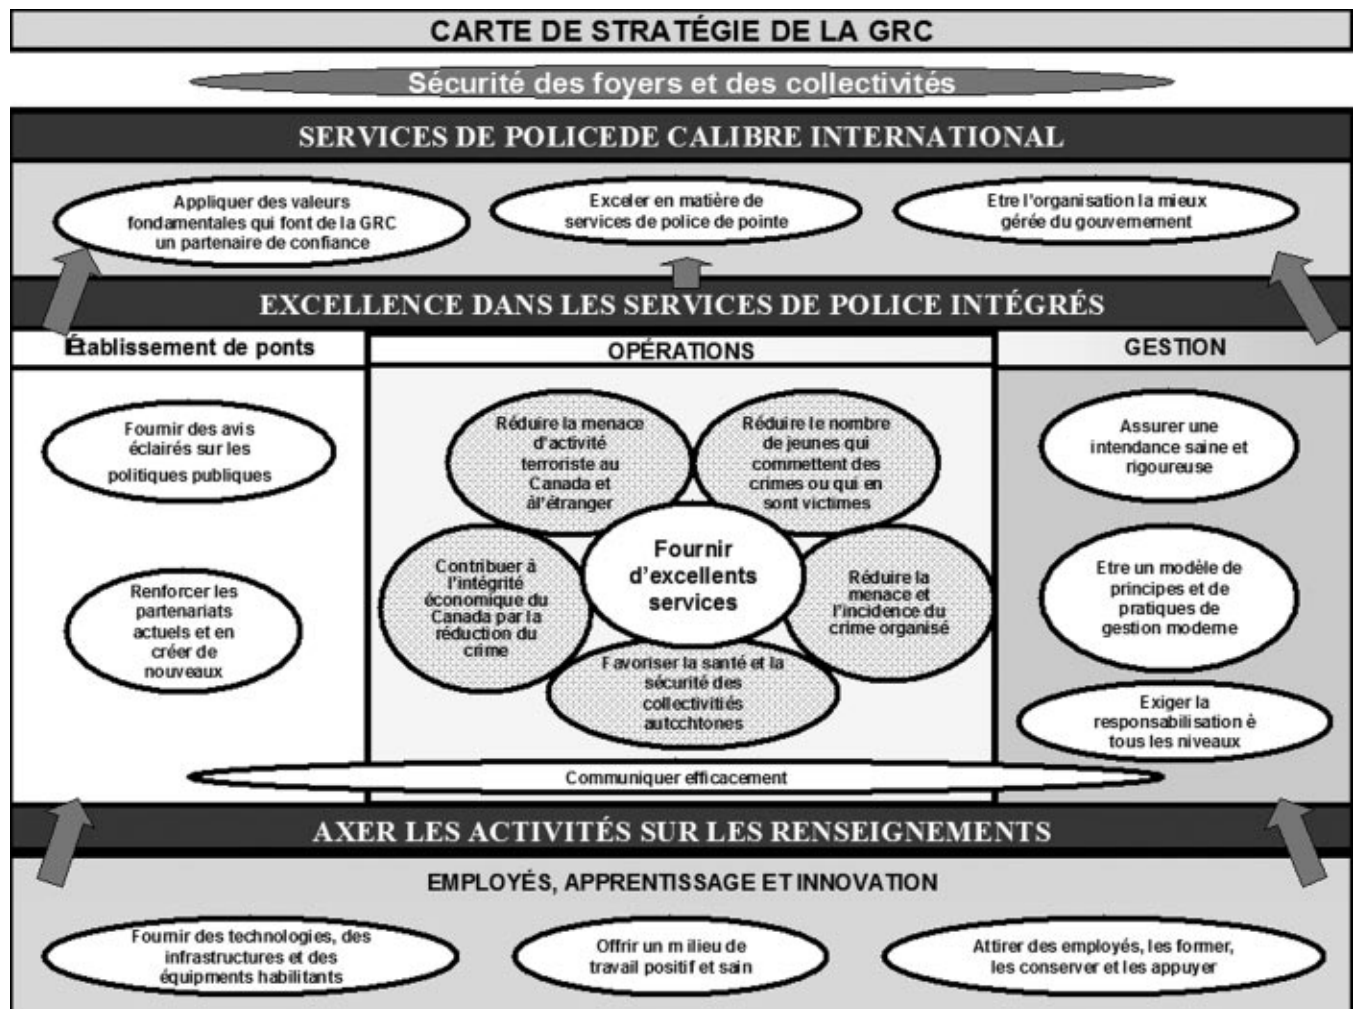 CARTE DE STRATÉGIE DE LA GRC
Sécurité des foyers et des collectivités
SERVICES DE POLICEDE CALIBRE INTERNATIONAL
Appliquer des valeurs
fondamentales qui font de la GRC
un partenaire de confiance
Exceler en matière de
services de police de pointe
Etre l'organisation la mieux
gérée du gouvernement
EXCELLENCE DANS LES SERVICES DE POLICE INTÉGRÉS
Établissement de ponts
Fournir des avis
éclairés sur les
politiques publiques
Renforcer les
partenariats
actuels et en
créer de
nouveaux
OPÉRATIONS
Réduire la menace
d'activité
terroriste au
Canada et
àl'étranger
Réduire le nombre
de jeunes qui
commettent des
crimes ou qui en
sont victimes
Contribuer à
l'intégrité
économique du
Canada par la
réduction du
crime
Fournir
d'excellents
services
Réduire la
menace et
l'incidence du
crime organisé
Favoriser la santé et la
sécurité des
collectivitiés
autcchtones
GESTION
Assurer une
intendance saine et
rigoureuse
Etre un modèle de
principes et de
pratiques de
gestion moderne
Exiger la
responsabilisation è
tous les niveaux
Communiquer efficacement
AXER LES ACTIVITÉS SUR LES RENSEIGNEMENTS
EMPLOYÉS, APPRENTISSAGE ET INNOVATION
Fournir des technologies, des
infrastructures et des
équipments habilitants
Offrir un milieu de
travail positif et sain
Attirer des employés, les former,
les conserver et les appuyer